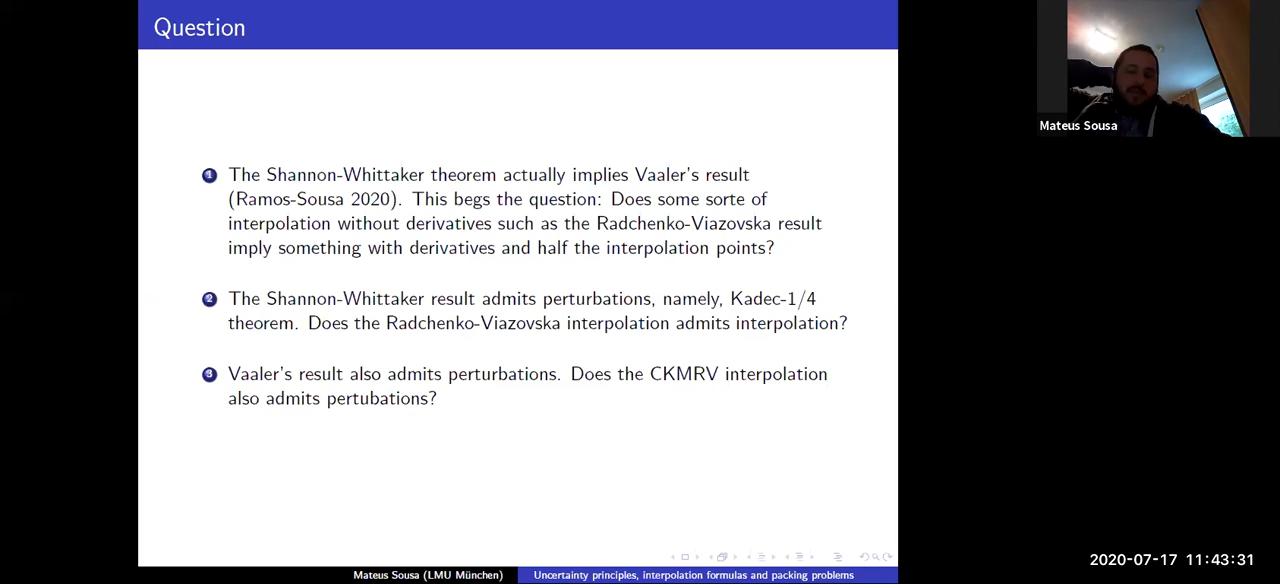 Question
1 The Shannon-Whittaker theorem actually implies Vaaler's result
(Ramos-Sousa 2020). This begs the question: Does some sorte of
interpolation without derivatives such as the Radchenko-Viazovska result
imply something with derivatives and half the interpolation points?
2 The Shannon-Whittaker result admits perturbations, namely, Kadec-1/4
theorem. Does the Radchenko-Viazovska interpolation admits interpolation?
3 Vaaler's result also admits perturbations. Does the CKMRV interpolation
also admits pertubations?
Mateus Sousa (LMU München)
Uncertainty principles, interpolation formulas and packing problems
Mateus Sousa
2020-07-17 11:43:31